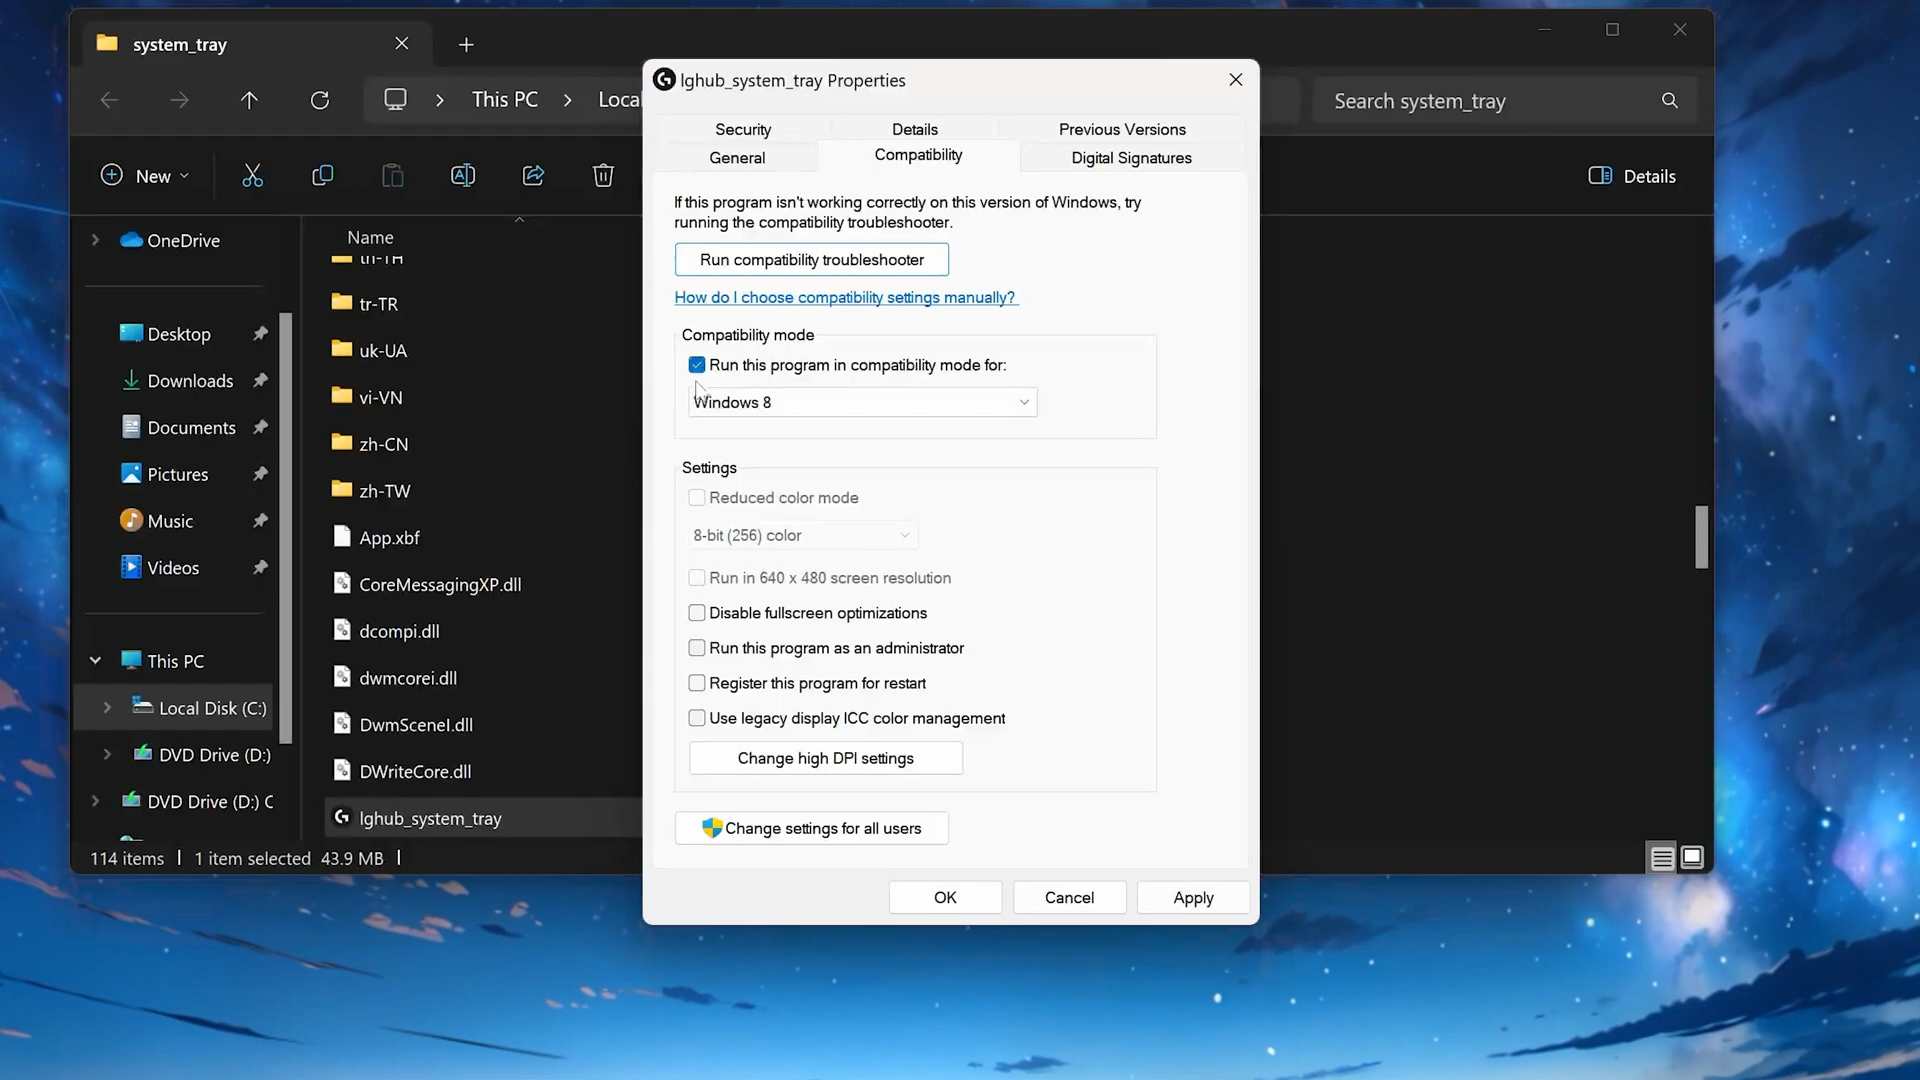 system_tray
This PC
Loca
Search system_tray
New
Details
OneDrive
Desktop
Downloads
Documents
Pictures
Music
Videos
This PC
Local Disk (C:)
DVD Drive (D:)
DVD Drive (D:) C
Name
th-TH
tr-TR
uk-UA
vi-VN
zh-CN
zh-TW
App.xbf
CoreMessagingXP.dll
dcompi.dll
dwmcorei.dll
DwmSceneI.dll
DWriteCore.dll
lghub_system_tray
114 items
1 item selected 43.9 MB
lghub_system_tray Properties
Security
Details
Previous Versions
General
Compatibility
Digital Signatures
If this program isn't working correctly on this version of Windows, try
running the compatibility troubleshooter.
Run compatibility troubleshooter
How do I choose compatibility settings manually?
Compatibility mode
Run this program in compatibility mode for:
Windows 8
Settings
Reduced color mode
8-bit (256) color
Run in 640 x 480 screen resolution
Disable fullscreen optimizations
Run this program as an administrator
Register this program for restart
Use legacy display ICC color management
Change high DPI settings
Change settings for all users
OK
Cancel
Apply